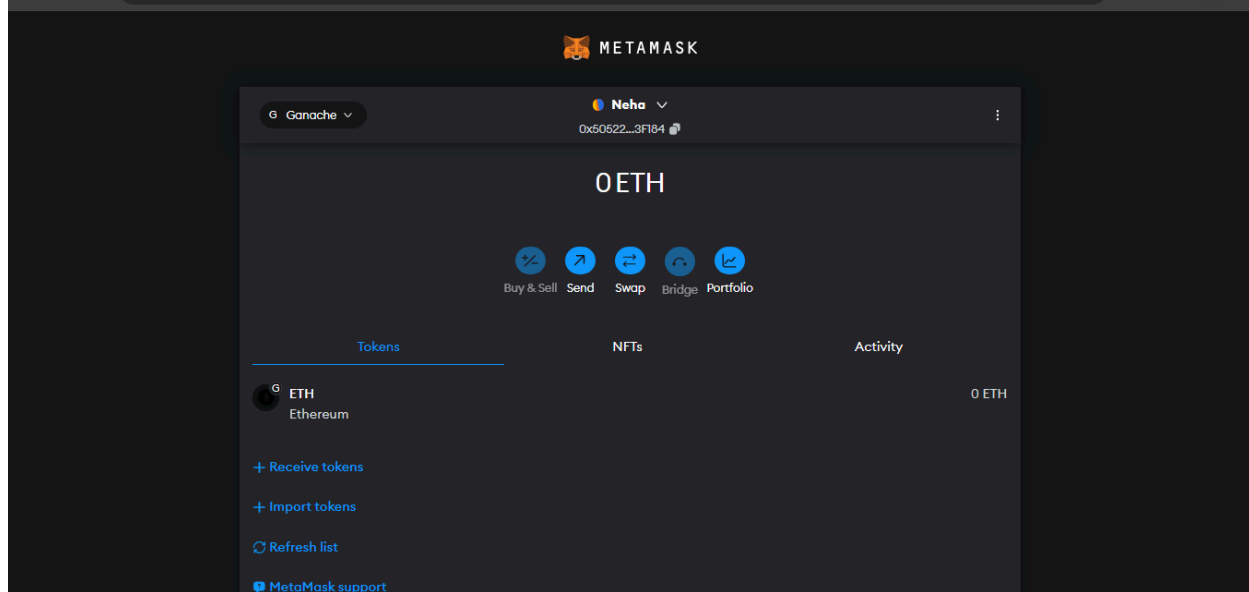 METAMASK
G Ganache
Neha
0x50522...3F184
0 ETH
Buy & Sell Send Swap Bridge Portfolio
Tokens NFTs Activity
G
ETH 0 ETH
Ethereum
+ Receive tokens
+ Import tokens
Refresh list
MetaMask support